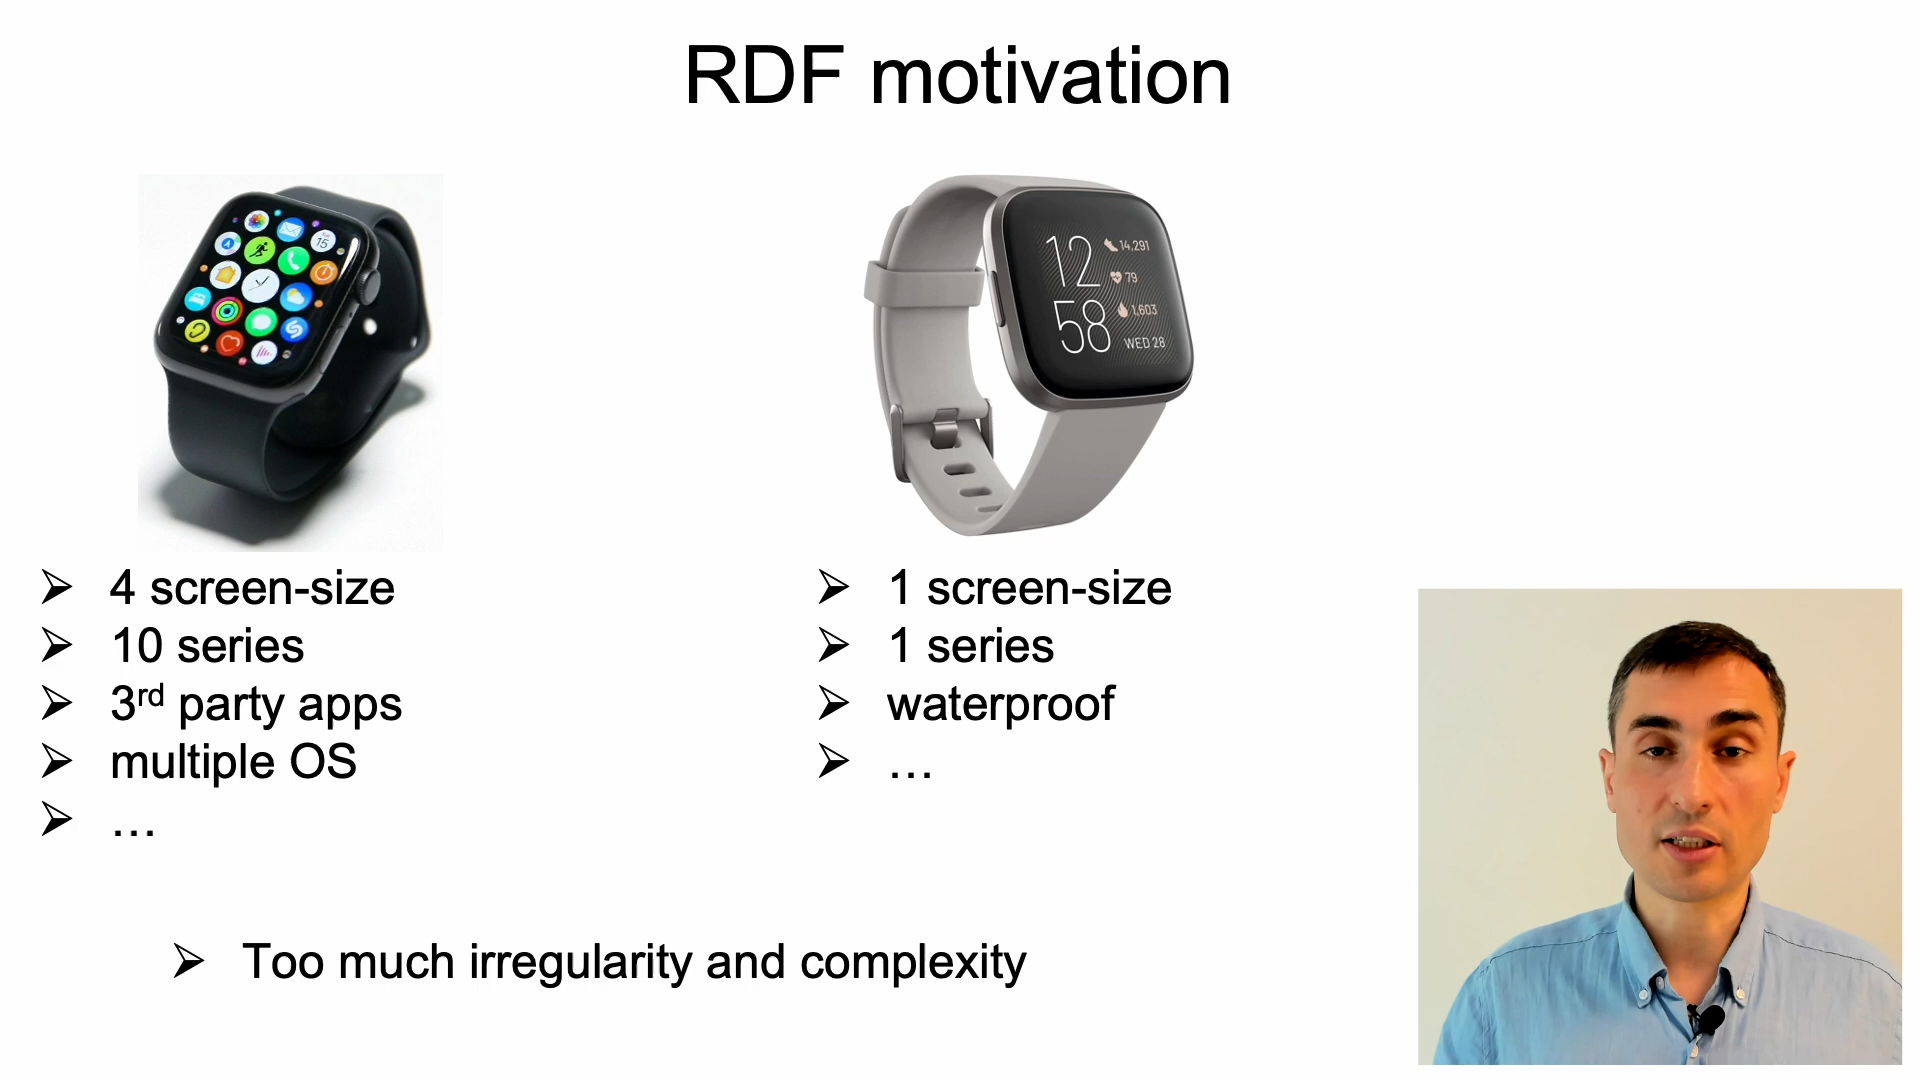 RDF motivation
15
12
58
14,291
79
1,603
WED 28
➢ 4 screen-size
➢ 10 series
➢ 3rd party apps
➢ multiple OS
➢ …
➢ 1 screen-size
➢ 1 series
➢ waterproof
➢ …
➢ Too much irregularity and complexity